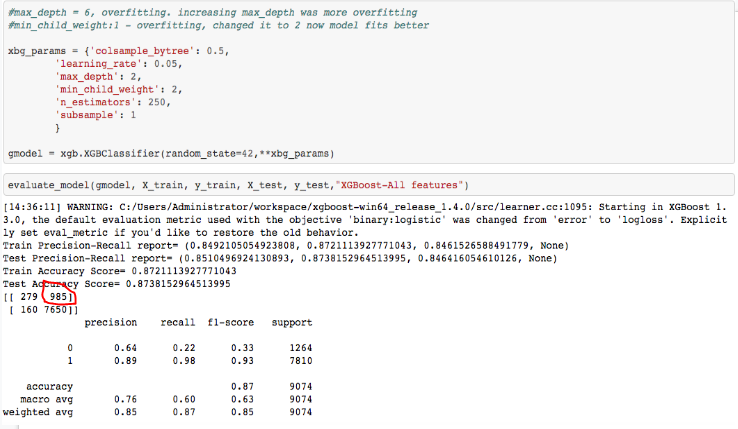 #max_depth = 6, overfitting. increasing max_depth was more overfitting
#min_child_weight:1 - overfitting, changed it to 2 now model fits better
xbg_params = {'colsample_bytree': 0.5,
'learning_rate': 0.05,
'max_depth': 2,
'min_child_weight': 2,
'n_estimators': 250,
'subsample': 1
}
gmodel = xgb.XGBClassifier(random_state=42,**xbg_params)
evaluate_model(gmodel, X_train, y_train, X_test, y_test,"XGBoost-All features")
[14:36:11] WARNING: C:/Users/Administrator/workspace/xgboost-win64_release_1.4.0/src/learner.cc:1095: Starting in XGBoost 1.
3.0, the default evaluation metric used with the objective 'binary:logistic' was changed from 'error' to 'logloss'. Explicit
ly set eval_metric if you'd like to restore the old behavior.
Train Precision-Recall report= (0.8492105054923808, 0.8721113927771043, 0.8461526588491779, None)
Test Precision-Recall report= (0.8510496924130893, 0.8738152964513995, 0.846416054610126, None)
Train Accuracy Score= 0.8721113927771043
Test Accuracy Score= 0.8738152964513995
[[ 279 985]
[ 160 7650]]
precision recall f1-score support
0 0.64 0.22 0.33 1264
1 0.89 0.98 0.93 7810
accuracy 0.87 9074
macro avg 0.76 0.60 0.63 9074
weighted avg 0.85 0.87 0.85 9074